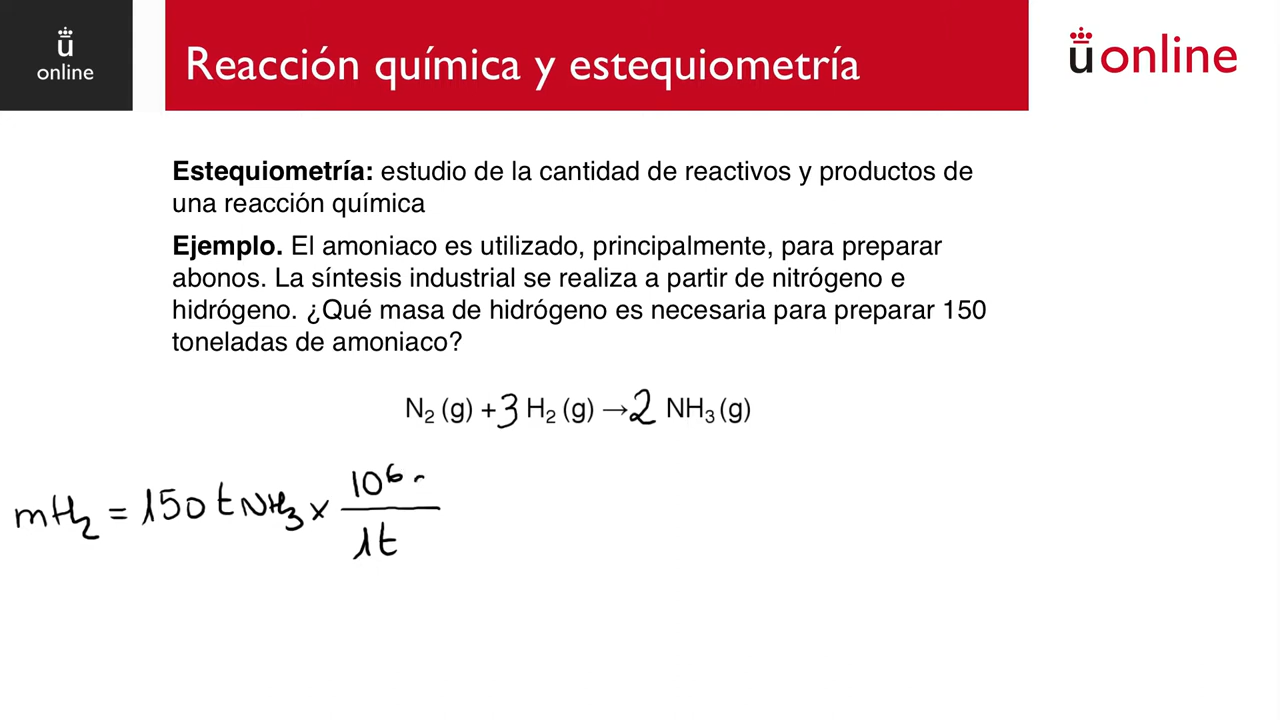 ü
online
Reacción química y estequiometría
üonline
Estequiometría: estudio de la cantidad de reactivos y productos de
una reacción química
Ejemplo. El amoniaco es utilizado, principalmente, para preparar
abonos. La síntesis industrial se realiza a partir de nitrógeno e
hidrógeno. ¿Qué masa de hidrógeno es necesaria para preparar 150
toneladas de amoniaco?
N₂ (g) + 3 H₂ (g) → 2 NH₃ (g)
mH₂ = 150 t NH₃ × 10⁶
1t